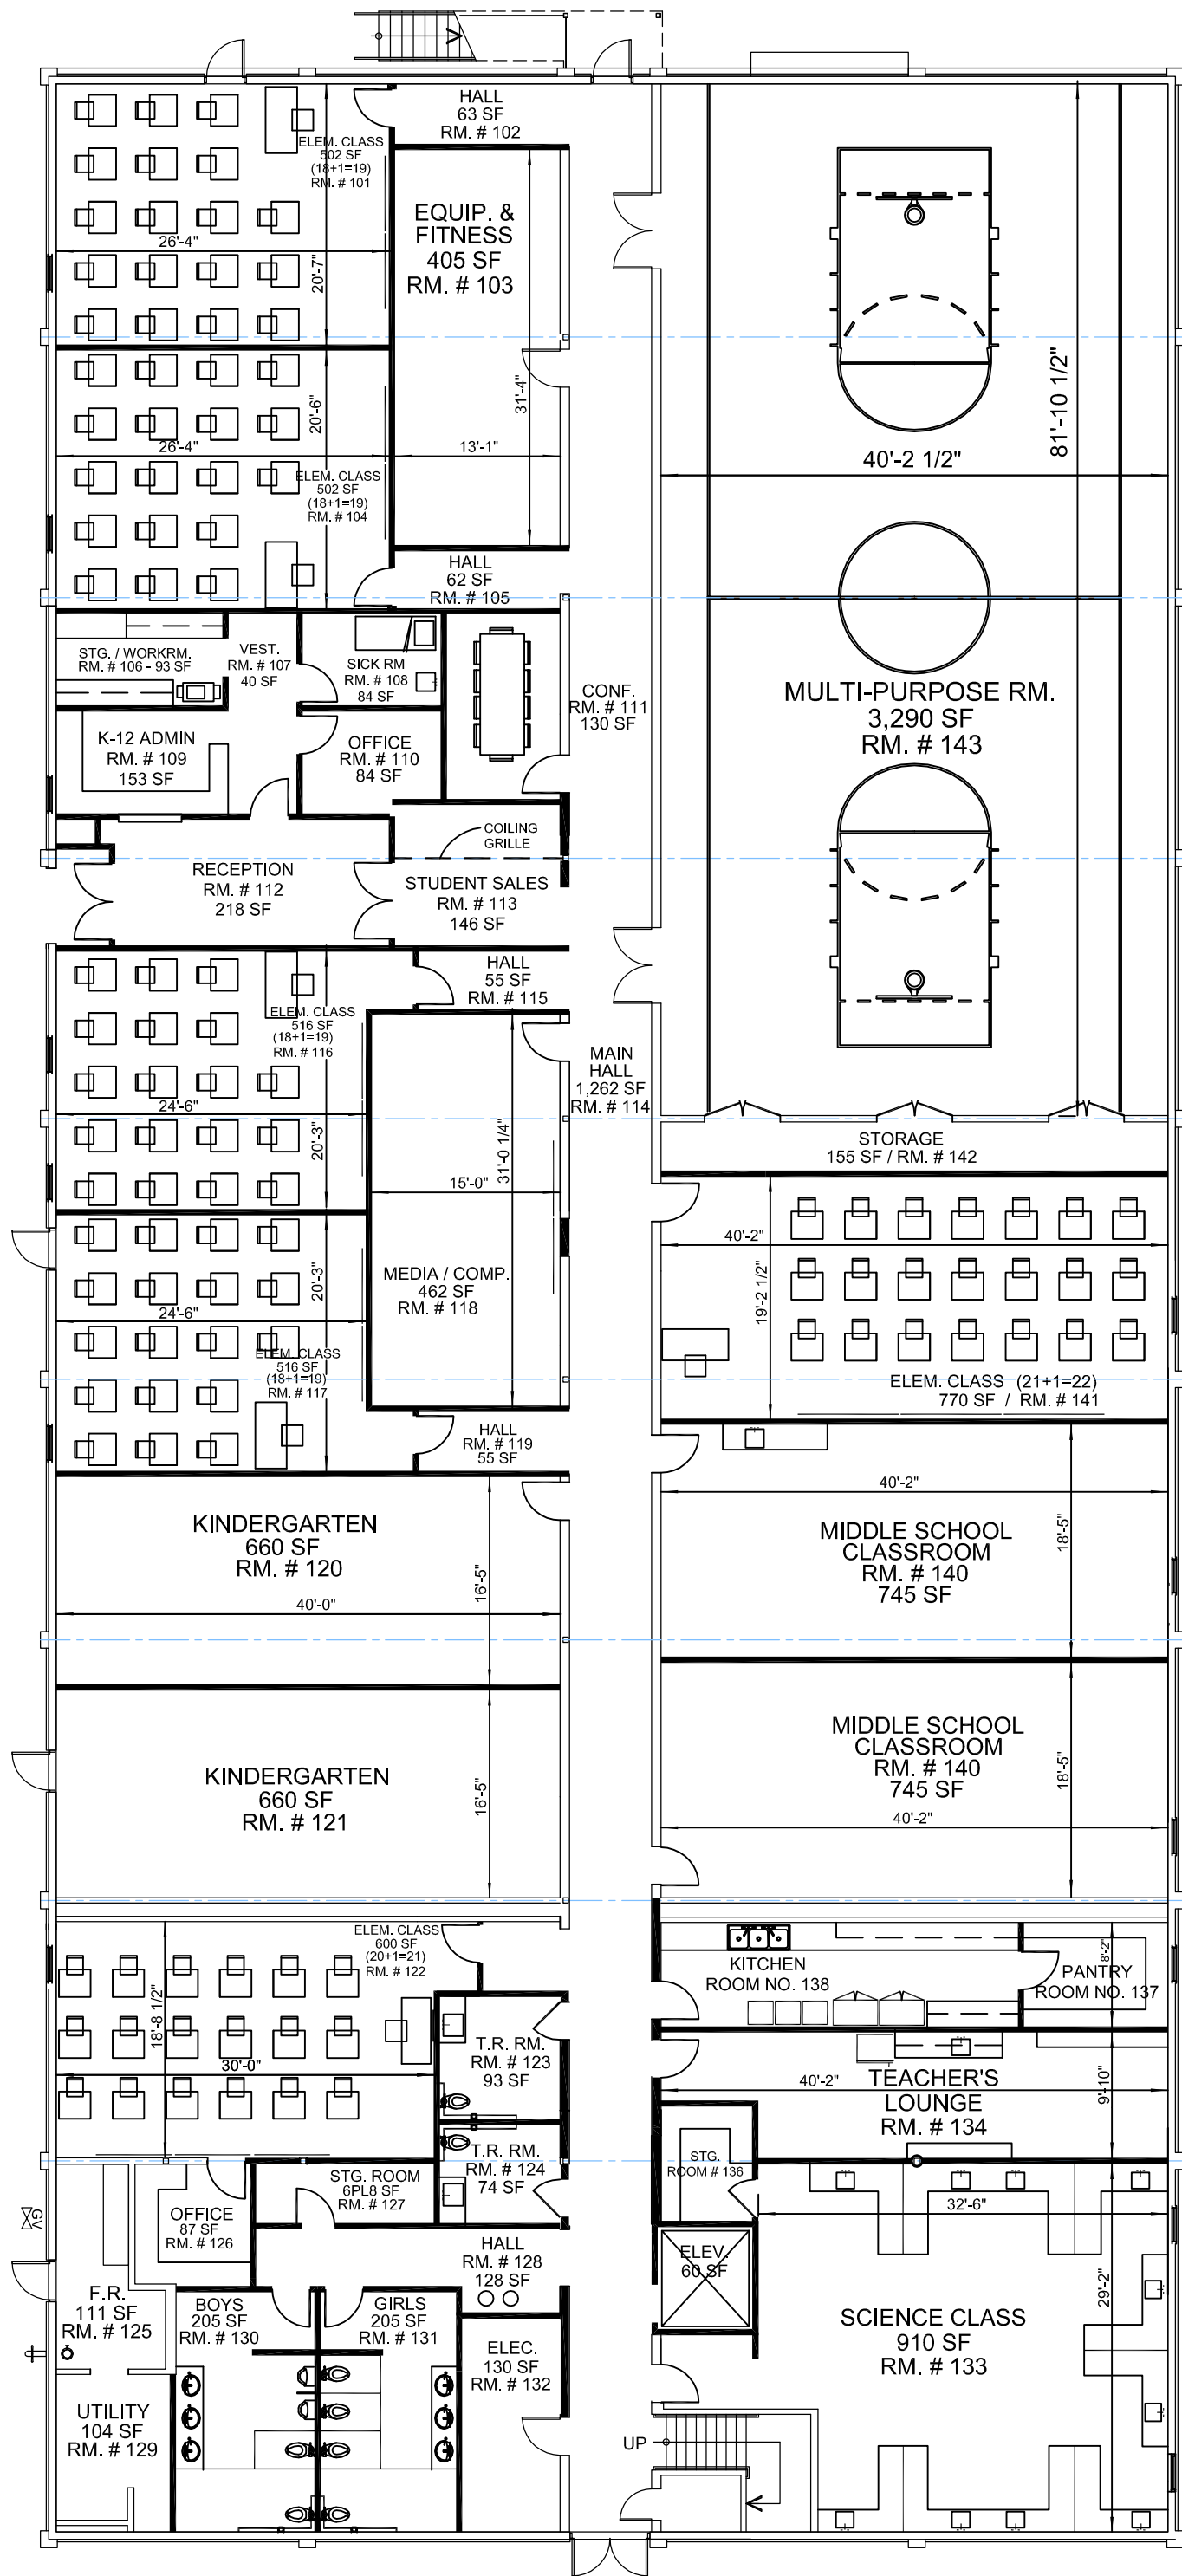 HALL
63 SF
RM. # 102
ELEM. CLASS
502 SF
(18+1=19)
RM. # 101
26'-4"
20'-7"
EQUIP. &
FITNESS
405 SF
RM. # 103
31'-4"
13'-1"
20'-6"
26'-4"
ELEM. CLASS
502 SF
(18+1=19)
RM. # 104
HALL
62 SF
RM. # 105
81'-10 1/2"
40'-2 1/2"
MULTI-PURPOSE RM.
3,290 SF
RM. # 143
STG. / WORKRM.
RM. # 106 - 93 SF
VEST.
RM. # 107
40 SF
SICK RM
RM. # 108
84 SF
CONF.
RM. # 111
130 SF
K-12 ADMIN
RM. # 109
153 SF
OFFICE
RM. # 110
84 SF
COILING
GRILLE
RECEPTION
RM. # 112
218 SF
STUDENT SALES
RM. # 113
146 SF
HALL
55 SF
RM. # 115
ELEM. CLASS
516 SF
(18+1=19)
RM. # 116
24'-6"
20'-3"
MAIN
HALL
1,262 SF
RM. # 114
31'-0 1/4"
15'-0"
MEDIA / COMP.
462 SF
RM. # 118
STORAGE
155 SF / RM. # 142
40'-2"
19'-2 1/2"
ELEM. CLASS (21+1=22)
770 SF / RM. # 141
20'-3"
24'-6"
ELEM. CLASS
516 SF
(18+1=19)
RM. # 117
HALL
RM. # 119
55 SF
KINDERGARTEN
660 SF
RM. # 120
16'-5"
40'-0"
40'-2"
MIDDLE SCHOOL
CLASSROOM
RM. # 140
745 SF
18'-5"
KINDERGARTEN
660 SF
RM. # 121
16'-5"
MIDDLE SCHOOL
CLASSROOM
RM. # 140
745 SF
18'-5"
40'-2"
ELEM. CLASS
600 SF
(20+1=21)
RM. # 122
18'-8 1/2"
30'-0"
KITCHEN
ROOM NO. 138
8'-2"
PANTRY
ROOM NO. 137
T.R. RM.
RM. # 123
93 SF
40'-2"
TEACHER'S
LOUNGE
RM. # 134
9'-10"
T.R. RM.
RM. # 124
74 SF
STG.
ROOM # 136
STG. ROOM
6PL8 SF
RM. # 127
OFFICE
87 SF
RM. # 126
GV
32'-6"
HALL
RM. # 128
128 SF
ELEV.
60 SF
29'-2"
F.R.
111 SF
RM. # 125
BOYS
205 SF
RM. # 130
GIRLS
205 SF
RM. # 131
ELEC.
130 SF
RM. # 132
SCIENCE CLASS
910 SF
RM. # 133
UTILITY
104 SF
RM. # 129
UP